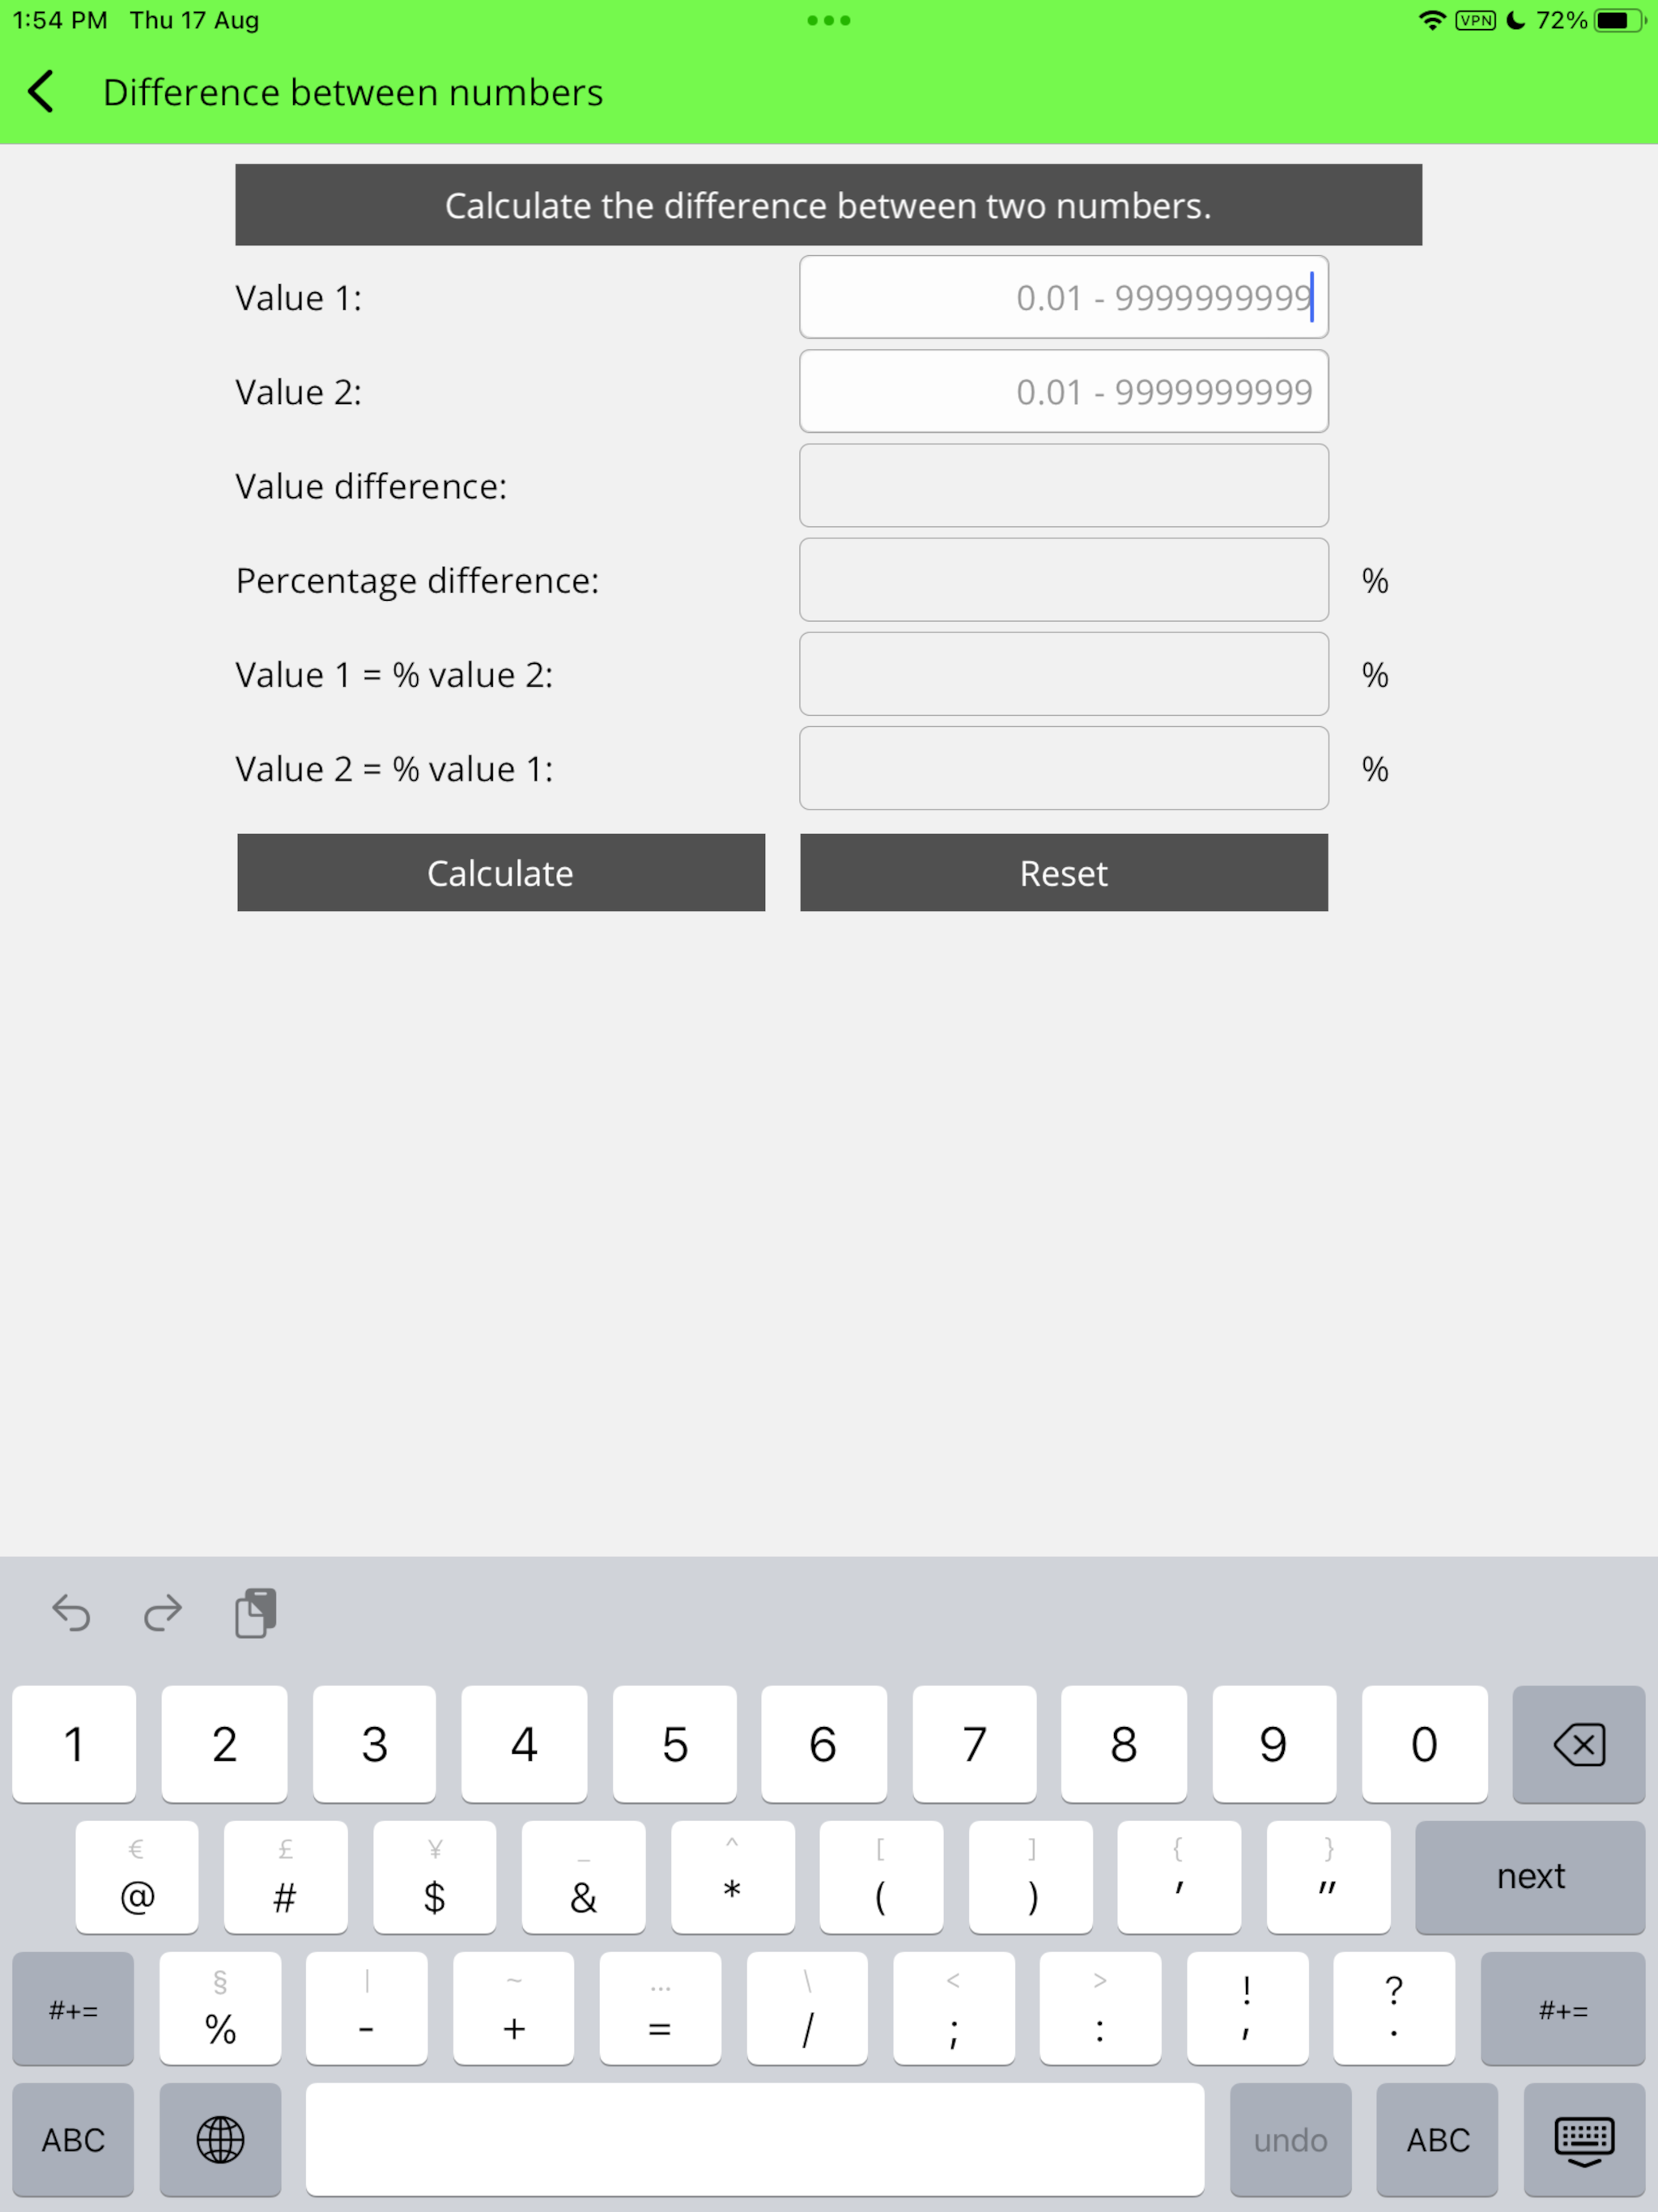 1:54 PM Thu 17 Aug VPN 72%
Difference between numbers
Calculate the difference between two numbers.
Value 1: 0.01 - 9999999999
Value 2: 0.01 - 9999999999
Value difference:
Percentage difference: %
Value 1 = % value 2: %
Value 2 = % value 1: %
Calculate Reset
1 2 3 4 5 6 7 8 9 0
€ £ ¥ _ ^ [ ] { }
@ # $ & * ( ) ' " next
§ | ~ … \ < > ! ?
#+= % - + = / ; : , . #+=
ABC undo ABC